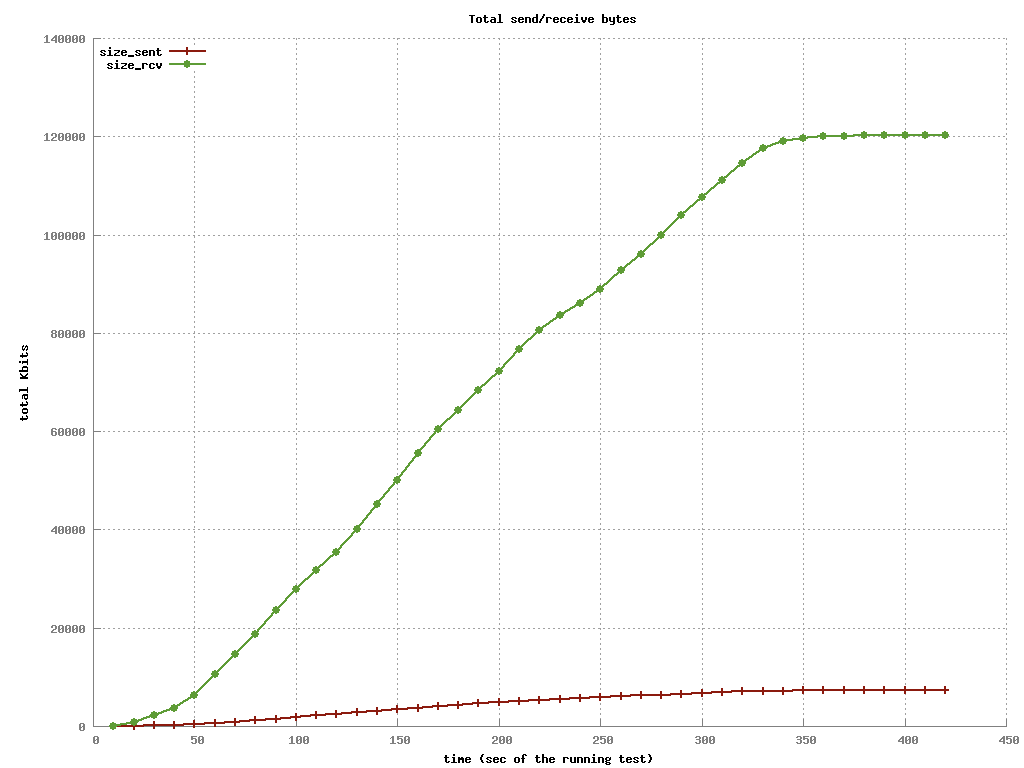 Total send/receive bytes
140000
size_sent
size_rcv
120000
100000
80000
total Kbits
60000
40000
20000
0
0 50 100 150 200 250 300 350 400 450
time (sec of the running test)